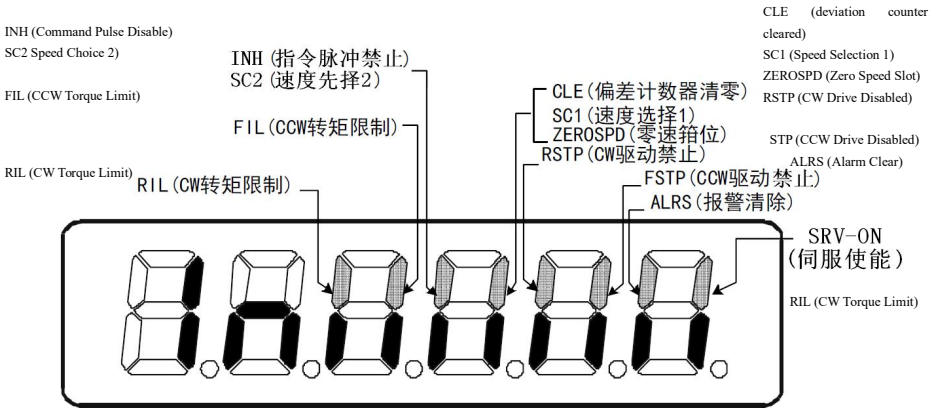 CLE (deviation counter
cleared)
INH (Command Pulse Disable)
SC2 Speed Choice 2)
SC1 (Speed Selection 1)
ZEROSPD (Zero Speed Slot)
RSTP (CW Drive Disabled)
FIL (CCW Torque Limit)
STP (CCW Drive Disabled)
ALRS (Alarm Clear)
RIL (CW Torque Limit)
INH (指令脉冲禁止)
SC2 (速度先择2)
CLE (偏差计数器清零)
SC1 (速度选择1)
ZEROSPD (零速箝位)
FIL (CCW转矩限制)
RSTP (CW驱动禁止)
RIL (CW转矩限制)
FSTP (CCW驱动禁止)
ALRS (报警清除)
SRV-ON
(伺服使能)
RIL (CW Torque Limit)